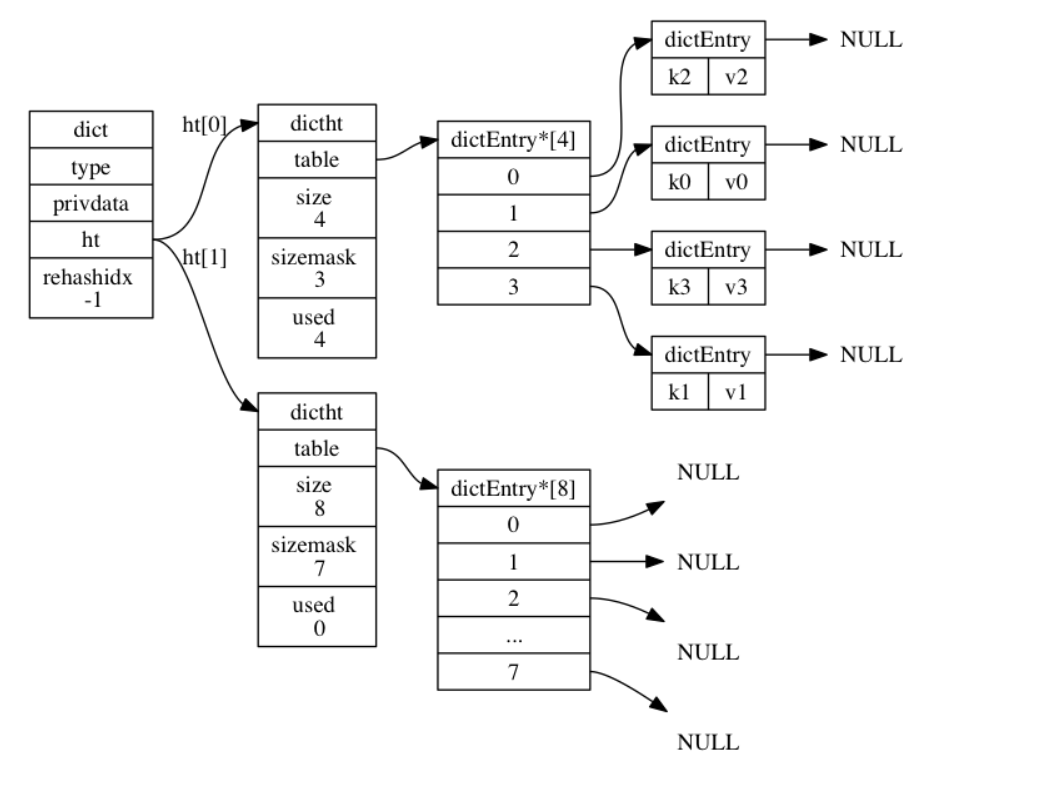 dict
type
privdata
ht
rehashidx
-1
ht[0]
ht[1]
dictht
table
size
4
sizemask
3
used
4
dictht
table
size
8
sizemask
7
used
0
dictEntry*[4]
0
1
2
3
dictEntry*[8]
0
1
2
...
7
dictEntry
k2 v2
NULL
dictEntry
k0 v0
NULL
dictEntry
k3 v3
NULL
dictEntry
k1 v1
NULL
NULL
NULL
NULL
NULL